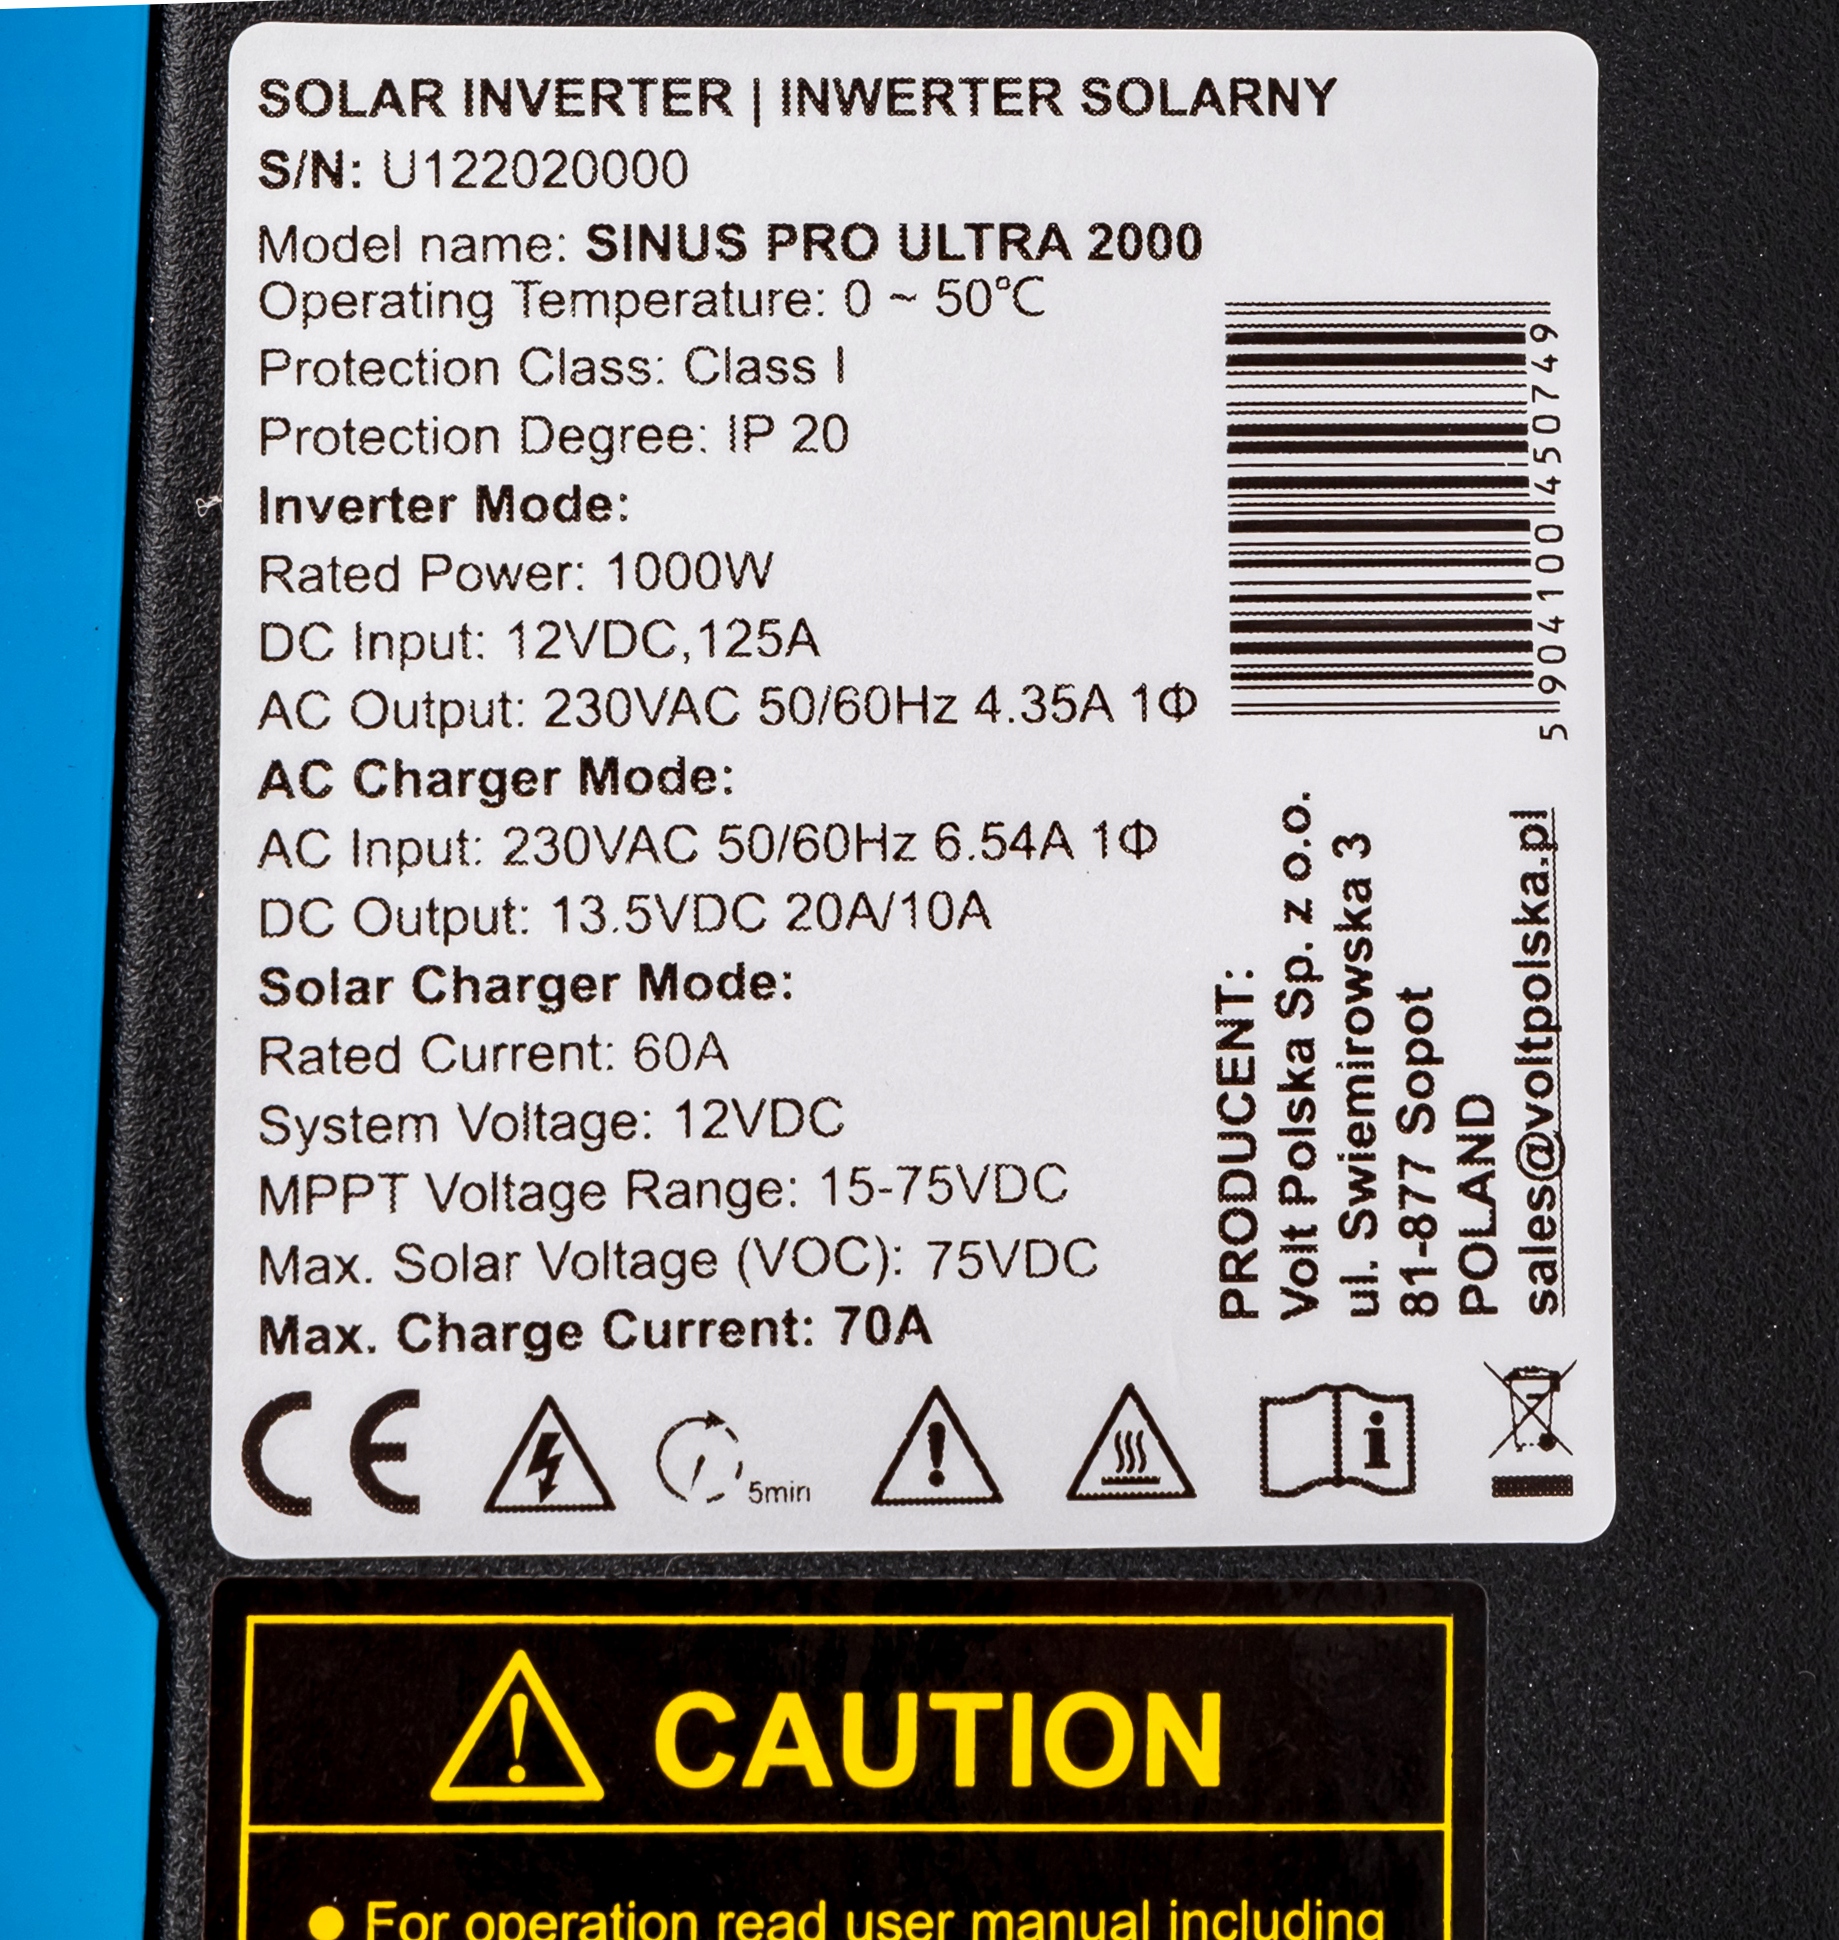 SOLAR INVERTER | INWERTER SOLARNY
S/N: U122020000
Model name: SINUS PRO ULTRA 2000
Operating Temperature: 0 ~ 50℃
Protection Class: Class I
Protection Degree: IP 20
Inverter Mode:
Rated Power: 1000W
DC Input: 12VDC,125A
AC Output: 230VAC 50/60Hz 4.35A 1Φ
AC Charger Mode:
AC Input: 230VAC 50/60Hz 6.54A 1Φ
DC Output: 13.5VDC 20A/10A
Solar Charger Mode:
Rated Current: 60A
System Voltage: 12VDC
MPPT Voltage Range: 15-75VDC
Max. Solar Voltage (VOC): 75VDC
Max. Charge Current: 70A
5 904100 450749
PRODUCENT:
Volt Polska Sp. z o.o.
ul. Swiemirowska 3
81-877 Sopot
POLAND
sales@voltpolska.pl
CE
5min
CAUTION
● For operation read user manual including